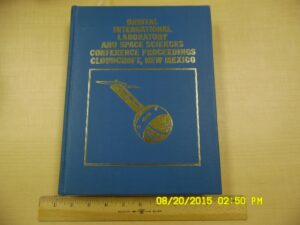 ORBITAL
INTERNATIONAL
LABORATORY
AND SPACE SCIENCES
CONFERENCE PROCEEDINGS
CLOUDCROFT, NEW MEXICO
08/20/2015 02:50 PM